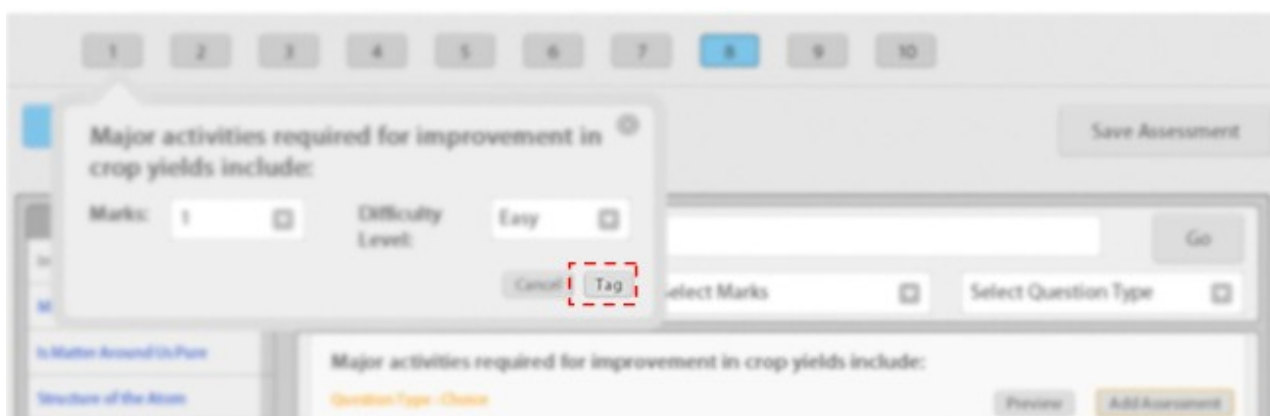 1 2 3 4 5 6 7 8 9 10
Major activities required for improvement in
crop yields include:
Save Assessment
Marks: 1 Difficulty Level: Easy
Go
Cancel Tag
Select Marks Select Question Type
Is Matter Around Us Pure
Major activities required for improvement in crop yields include:
Structure of the Atom
Question Type : Choice
Preview Add Assessment